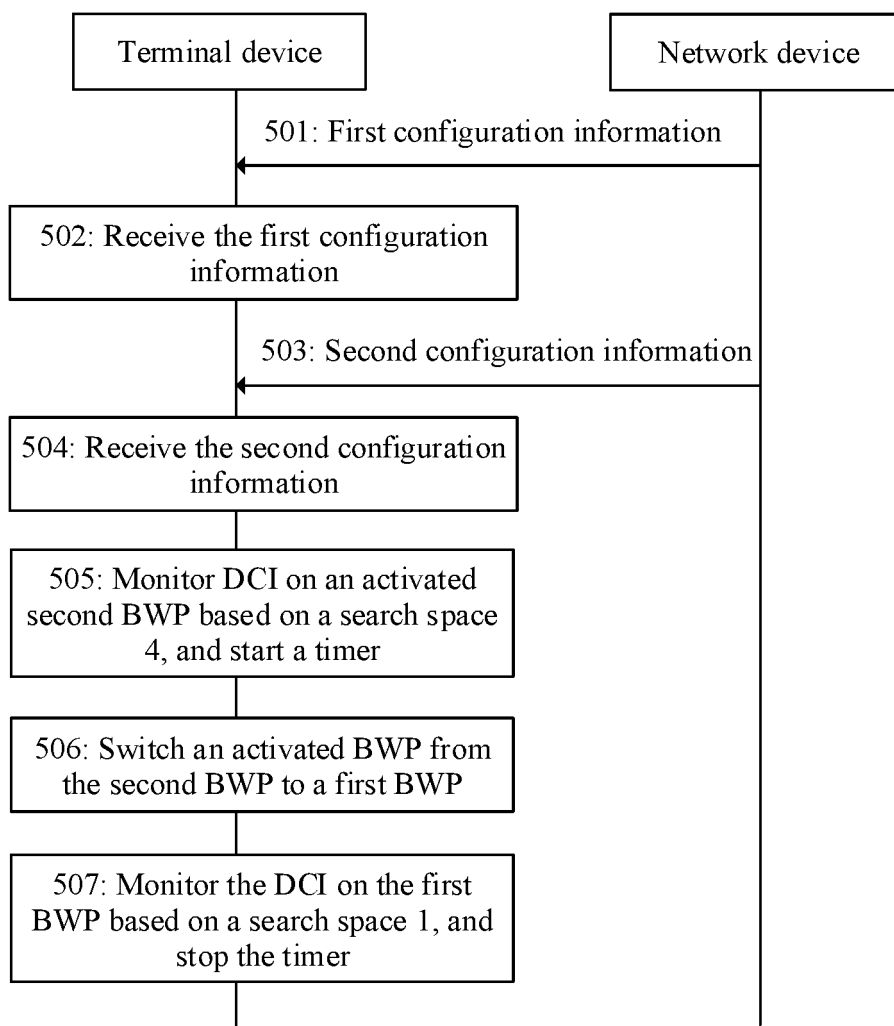 Terminal device
Network device
501: First configuration information
502: Receive the first configuration
information
503: Second configuration information
504: Receive the second configuration
information
505: Monitor DCI on an activated
second BWP based on a search space
4, and start a timer
506: Switch an activated BWP from
the second BWP to a first BWP
507: Monitor the DCI on the first
BWP based on a search space 1, and
stop the timer